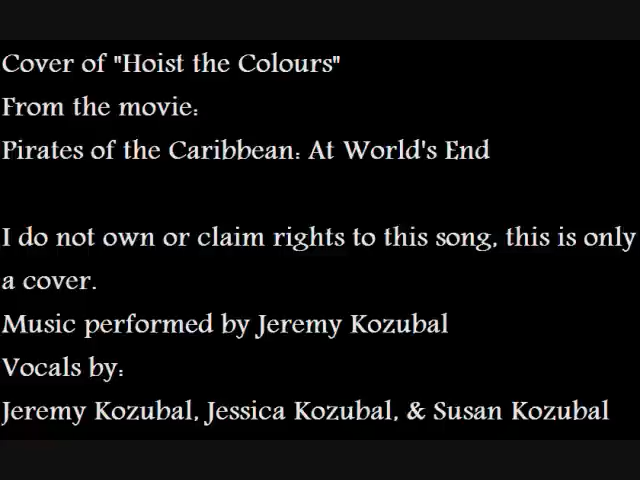 Cover of "Hoist the Colours"
From the movie:
Pirates of the Caribbean: At World's End
I do not own or claim rights to this song, this is only
a cover.
Music performed by Jeremy Kozubal
Vocals by:
Jeremy Kozubal, Jessica Kozubal, & Susan Kozubal